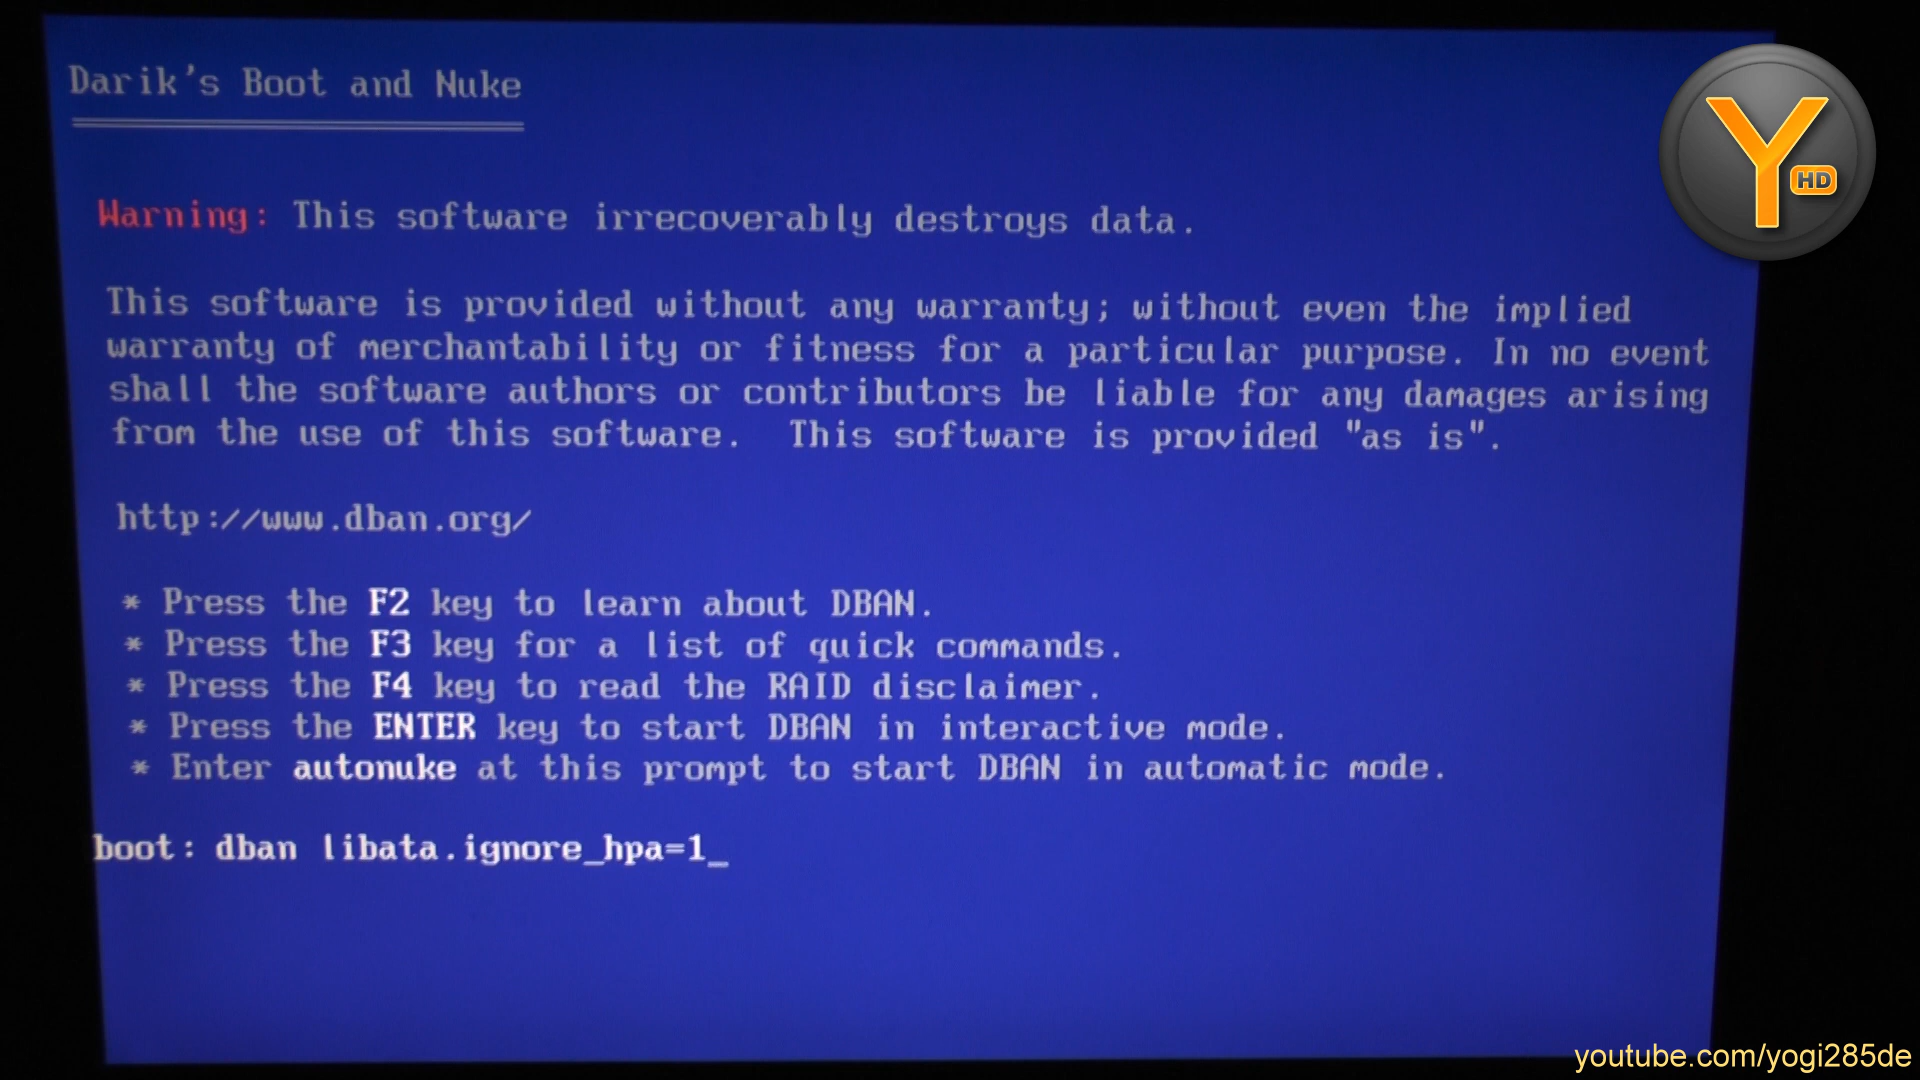 Darik's Boot and Nuke
Y
HD
Warning: This software irrecoverably destroys data.
This software is provided without any warranty; without even the implied
warranty of merchantability or fitness for a particular purpose. In no event
shall the software authors or contributors be liable for any damages arising
from the use of this software.  This software is provided "as is".
http://www.dban.org/
* Press the F2 key to learn about DBAN.
* Press the F3 key for a list of quick commands.
* Press the F4 key to read the RAID disclaimer.
* Press the ENTER key to start DBAN in interactive mode.
* Enter autonuke at this prompt to start DBAN in automatic mode.
boot: dban libata.ignore_hpa=1_
youtube.com/yogi285de